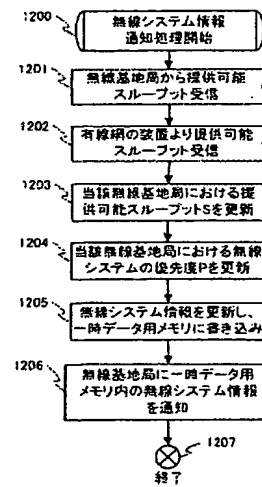 1200
無線システム情報
通知処理開始
1201
無線基地局から提供可能
スループット受信
1202
有線網の装置より提供可能
スループット受信
1203
当該無線基地局における提
供可能スループットSを更新
1204
当該無線基地局における無線
システムの優先度Pを更新
1205
無線システム情報を更新し、
一時データ用メモリに書き込み
1206
無線基地局に一時データ用
メモリ内の無線システム情報
を通知
1207
終了